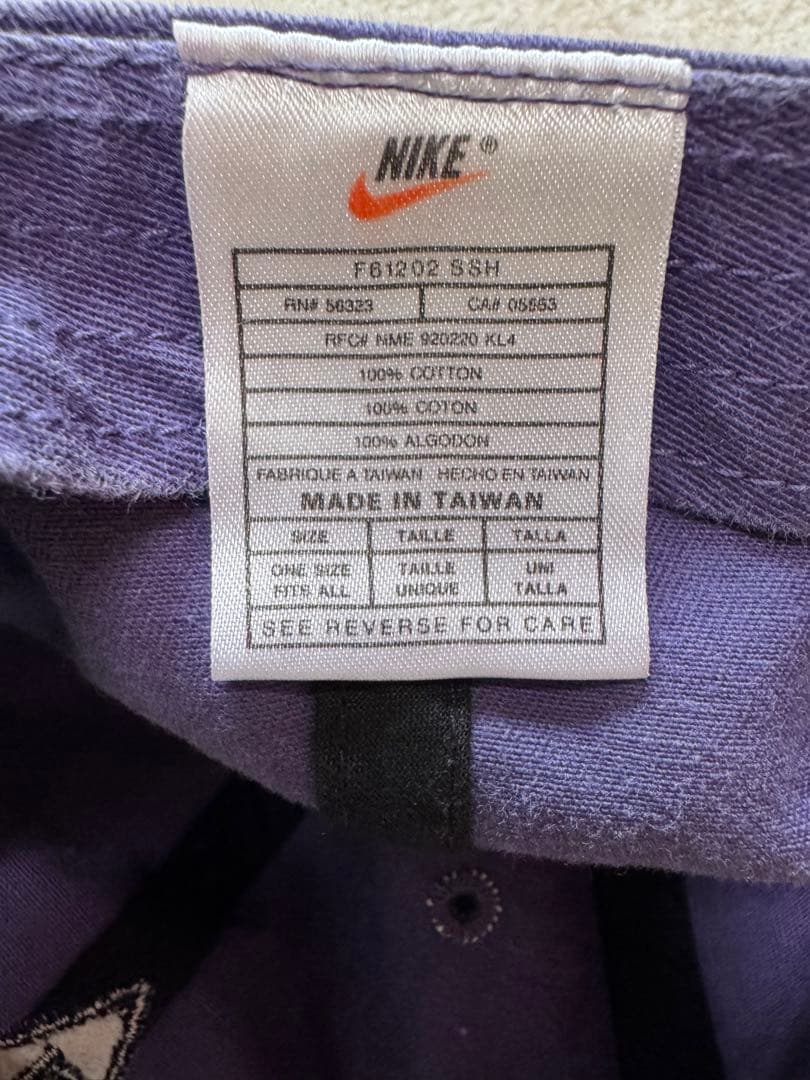 NIKE®
F61202 SSH
RN# 56323 CA# 05553
RFC# NME 920220 KL4
100% COTTON
100% COTON
100% ALGODON
FABRIQUE A TAIWAN HECHO EN TAIWAN
MADE IN TAIWAN
SIZE TAILLE TALLA
ONE SIZE TAILLE UNI
FITS ALL UNIQUE TALLA
SEE REVERSE FOR CARE